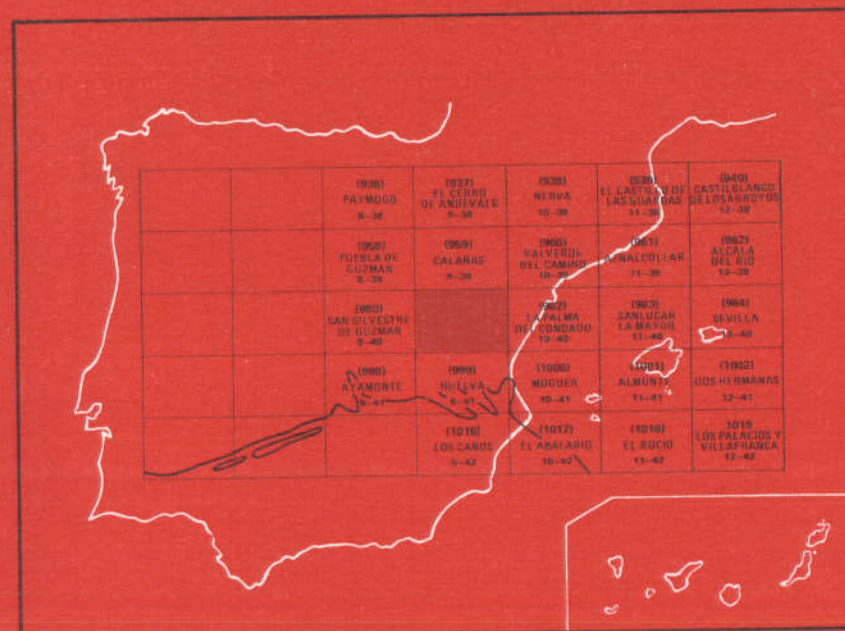 (936)
PAYMOGO
8-38
(937)
EL CERRO
DE ANDEVALO
9-38
(938)
NERVA
10-38
(939)
EL CASTILLO DE
LAS GUARDAS
11-38
(940)
CASTILBLANCO
DE LOS ARROYOS
12-38
(958)
PUEBLA DE
GUZMAN
8-39
(959)
CALAÑAS
9-39
(960)
VALVERDE
DEL CAMINO
10-39
(961)
AZNALCOLLAR
11-39
(962)
ALCALA
DEL RIO
12-39
(980)
SAN SILVESTRE
DE GUZMAN
8-40
(982)
LA PALMA
DEL CONDADO
10-40
(983)
SANLUCAR
LA MAYOR
11-40
(984)
SEVILLA
12-40
(998)
AYAMONTE
8-41
(999)
HUELVA
9-41
(1000)
MOGUER
10-41
(1001)
ALMONTE
11-41
(1002)
DOS HERMANAS
12-41
(1016)
LOS CAÑOS
9-42
(1017)
EL ABALARIO
10-42
(1018)
EL ROCIO
11-42
1019
LOS PALACIOS Y
VILLAFRANCA
12-42